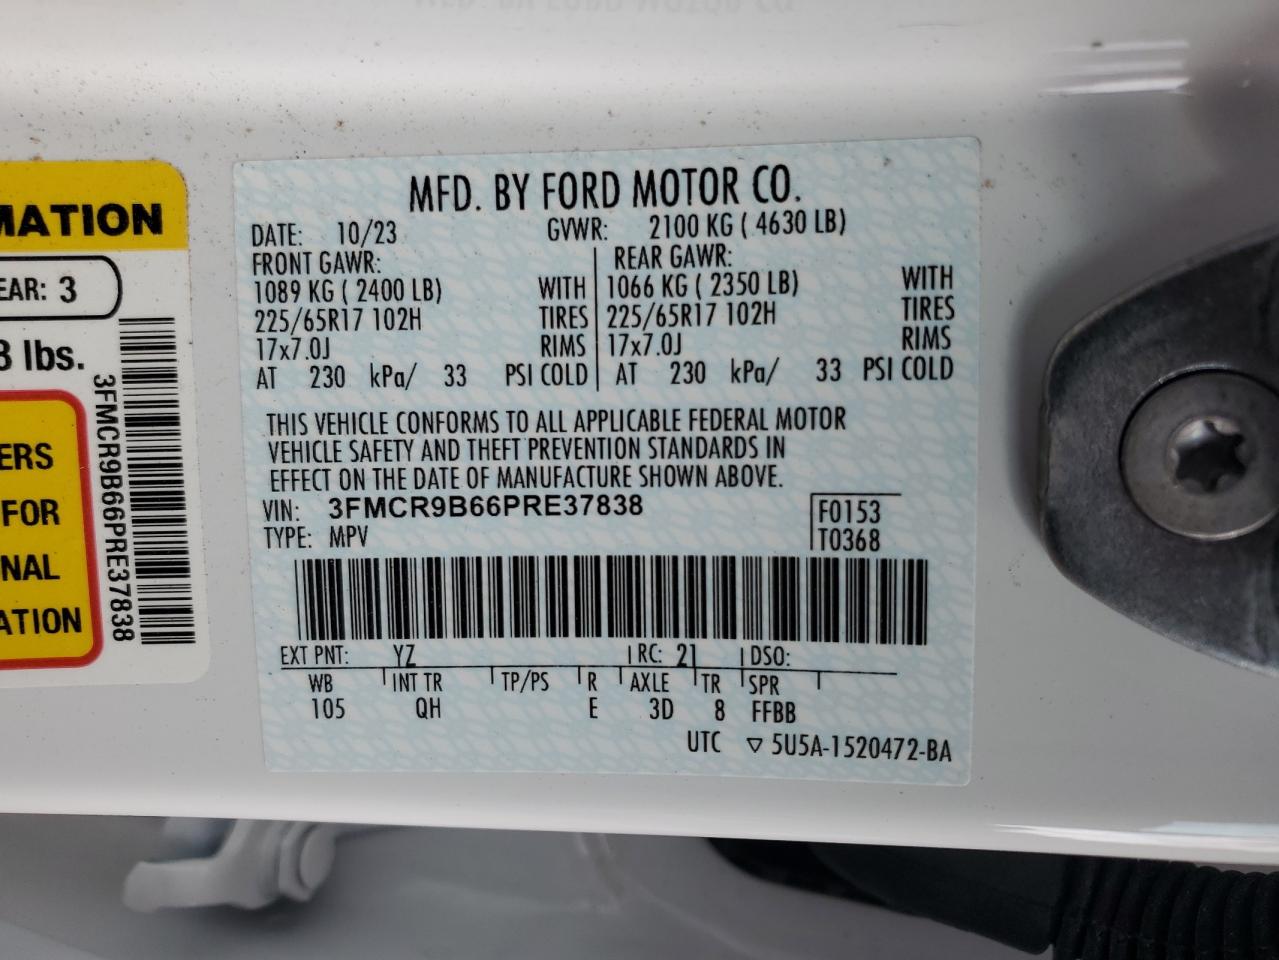 MFD. BY FORD MOTOR CO.
DATE: 10/23 GVWR: 2100 KG ( 4630 LB)
FRONT GAWR: REAR GAWR:
1089 KG ( 2400 LB) WITH 1066 KG ( 2350 LB) WITH
225/65R17 102H TIRES 225/65R17 102H TIRES
17x7.0J RIMS 17x7.0J RIMS
AT 230 kPa/ 33 PSI COLD AT 230 kPa/ 33 PSI COLD
THIS VEHICLE CONFORMS TO ALL APPLICABLE FEDERAL MOTOR
VEHICLE SAFETY AND THEFT PREVENTION STANDARDS IN
EFFECT ON THE DATE OF MANUFACTURE SHOWN ABOVE.
VIN: 3FMCR9B66PRE37838 F0153
TYPE: MPV T0368
EXT PNT: YZ RC: 21 DSO:
WB INT TR TP/PS R AXLE TR SPR
105 QH E 3D 8 FFBB
UTC ▽ 5U5A-1520472-BA
MATION
EAR: 3
3 lbs.
ERS
FOR
NAL
ATION
3FMCR9B66PRE37838